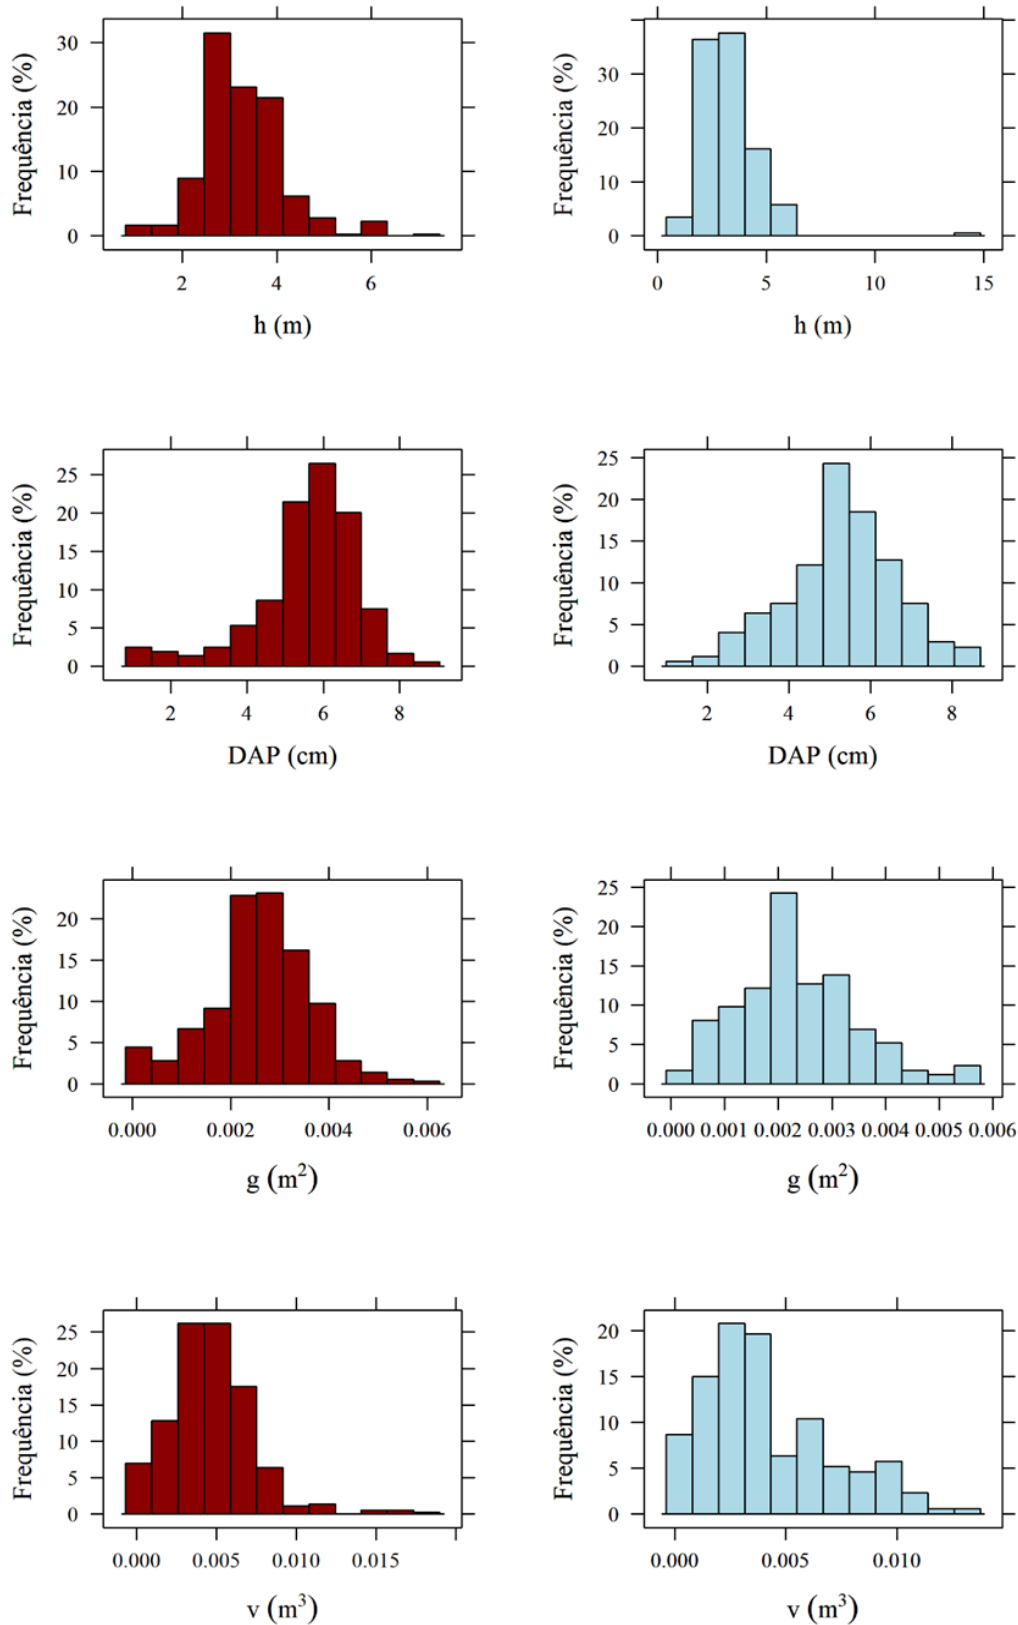 Frequência (%)
30
20
10
0
2 4 6
h (m)
Frequência (%)
30
20
10
0
0 5 10 15
h (m)
Frequência (%)
25
20
15
10
5
0
2 4 6 8
DAP (cm)
Frequência (%)
25
20
15
10
5
0
2 4 6 8
DAP (cm)
Frequência (%)
20
15
10
5
0
0.000 0.002 0.004 0.006
g (m²)
Frequência (%)
25
20
15
10
5
0
0.000 0.001 0.002 0.003 0.004 0.005 0.006
g (m²)
Frequência (%)
25
20
15
10
5
0
0.000 0.005 0.010 0.015
v (m³)
Frequência (%)
20
15
10
5
0
0.000 0.005 0.010
v (m³)